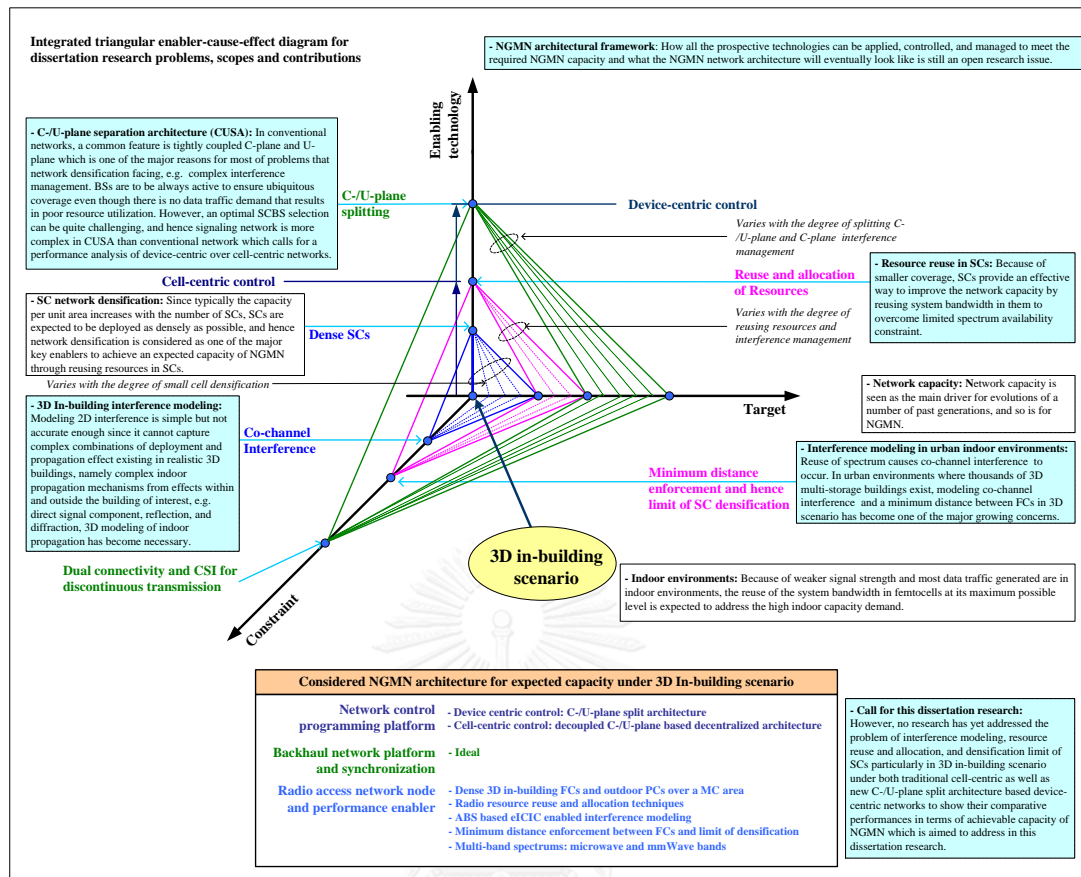 Integrated triangular enabler-cause-effect diagram for
dissertation research problems, scopes and contributions
- NGMN architectural framework: How all the prospective technologies can be applied, controlled, and managed to meet the
required NGMN capacity and what the NGMN network architecture will eventually look like is still an open research issue.
Enabling
technology
- C-/U-plane separation architecture (CUSA): In conventional
networks, a common feature is tightly coupled C-plane and U-
plane which is one of the major reasons for most of problems that
network densification facing, e.g. complex interference
management. BSs are to be always active to ensure ubiquitous
coverage even though there is no data traffic demand that results
in poor resource utilization. However, an optimal SCBS selection
can be quite challenging, and hence signaling network is more
complex in CUSA than conventional network which calls for a
performance analysis of device-centric over cell-centric networks.
C-/U-plane
splitting
Device-centric control
Varies with the degree of splitting C-
/U-plane and C-plane interference
management
Cell-centric control
Reuse and allocation
of Resources
- Resource reuse in SCs: Because of
smaller coverage, SCs provide an effective
way to improve the network capacity by
reusing system bandwidth in them to
overcome limited spectrum availability
constraint.
- SC network densification: Since typically the capacity
per unit area increases with the number of SCs, SCs are
expected to be deployed as densely as possible, and hence
network densification is considered as one of the major
key enablers to achieve an expected capacity of NGMN
through reusing resources in SCs.
Dense SCs
Varies with the degree of
reusing resources and
interference management
Varies with the degree of small cell densification
Target
- Network capacity: Network capacity is
seen as the main driver for evolutions of a
number of past generations, and so is for
NGMN.
- 3D In-building interference modeling:
Modeling 2D interference is simple but not
accurate enough since it cannot capture
complex combinations of deployment and
propagation effect existing in realistic 3D
buildings, namely complex indoor
propagation mechanisms from effects within
and outside the building of interest, e.g.
direct signal component, reflection, and
diffraction, 3D modeling of indoor
propagation has become necessary.
Co-channel
Interference
Minimum distance
enforcement and hence
limit of SC densification
- Interference modeling in urban indoor environments:
Reuse of spectrum causes co-channel interference to
occur. In urban environments where thousands of 3D
multi-storage buildings exist, modeling co-channel
interference and a minimum distance between FCs in 3D
scenario has become one of the major growing concerns.
3D in-building
scenario
Dual connectivity and CSI for
discontinuous transmission
Constraint
- Indoor environments: Because of weaker signal strength and most data traffic generated are in
indoor environments, the reuse of the system bandwidth in femtocells at its maximum possible
level is expected to address the high indoor capacity demand.
Considered NGMN architecture for expected capacity under 3D In-building scenario
Network control
programming platform
- Device centric control: C-/U-plane split architecture
- Cell-centric control: decoupled C-/U-plane based decentralized architecture
Backhaul network platform
and synchronization
- Ideal
Radio access network node
and performance enabler
- Dense 3D in-building FCs and outdoor PCs over a MC area
- Radio resource reuse and allocation techniques
- ABS based eICIC enabled interference modeling
- Minimum distance enforcement between FCs and limit of densification
- Multi-band spectrums: microwave and mmWave bands
- Call for this dissertation research:
However, no research has yet addressed the
problem of interference modeling, resource
reuse and allocation, and densification limit of
SCs particularly in 3D in-building scenario
under both traditional cell-centric as well as
new C-/U-plane split architecture based device-
centric networks to show their comparative
performances in terms of achievable capacity of
NGMN which is aimed to address in this
dissertation research.